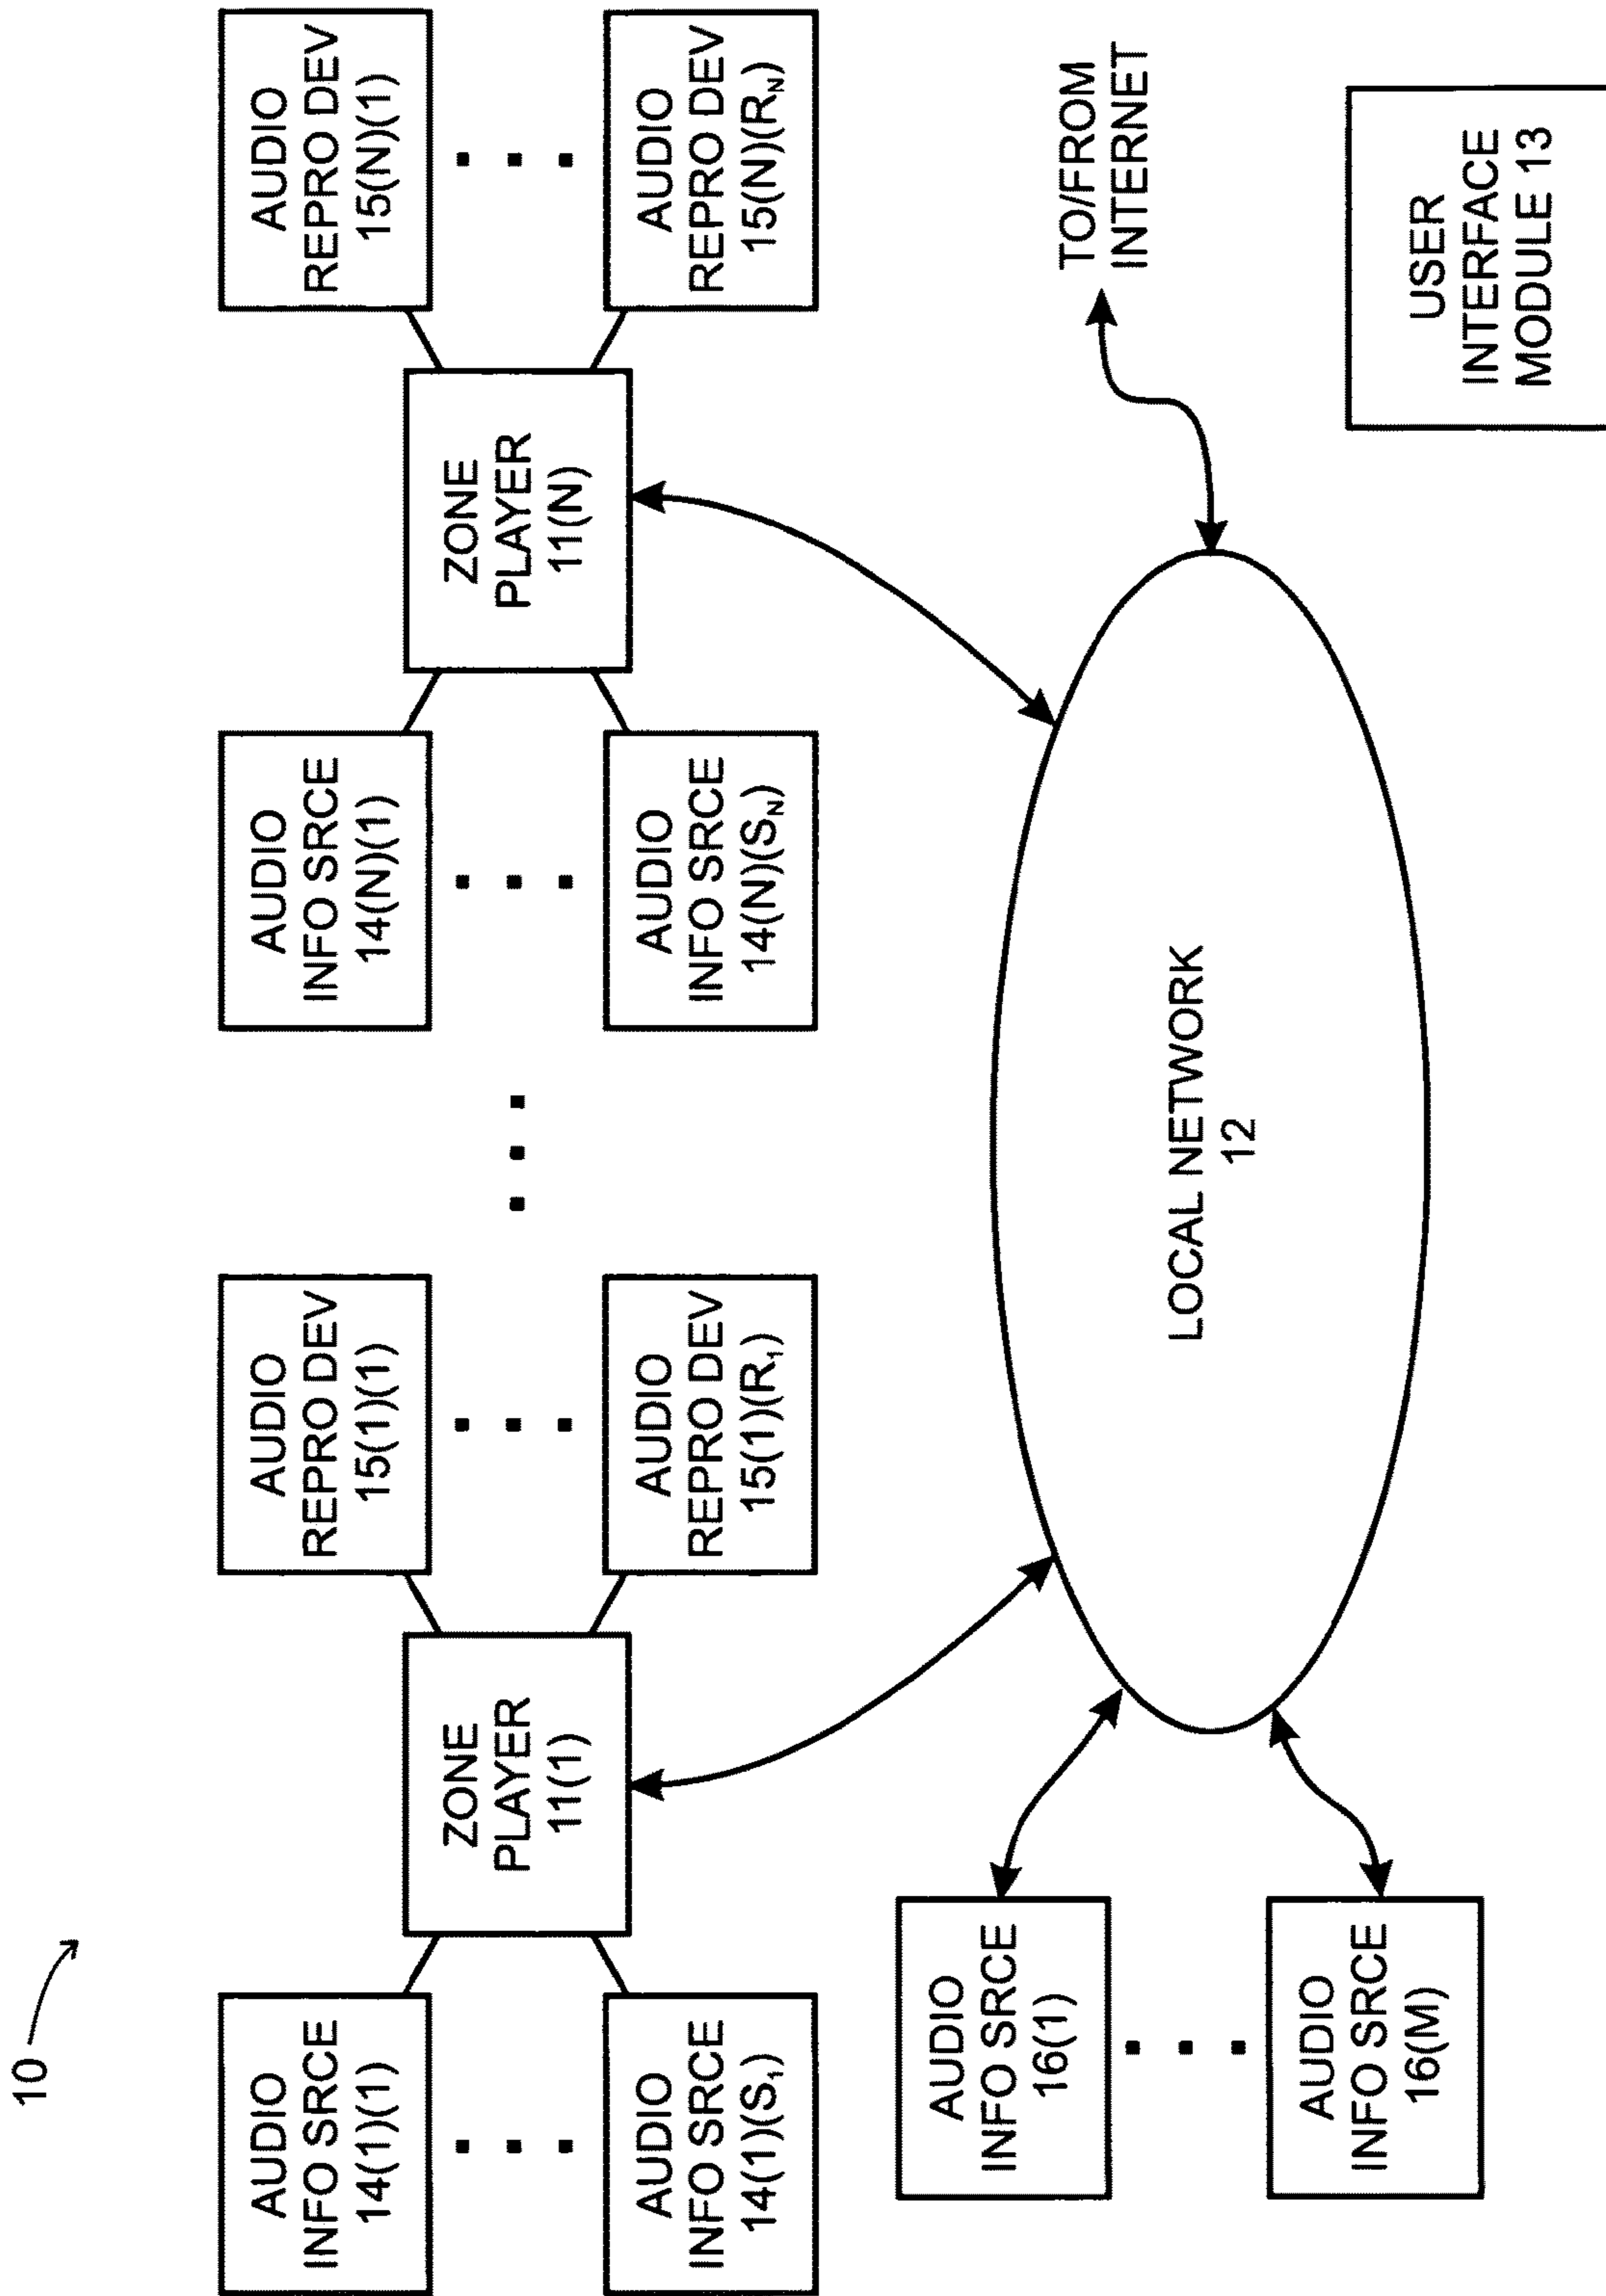 10
AUDIO
INFO SRCE
14(1)(1)
AUDIO
INFO SRCE
14(1)(S₁)
ZONE
PLAYER
11(1)
AUDIO
REPRO DEV
15(1)(1)
AUDIO
REPRO DEV
15(1)(R₁)
AUDIO
INFO SRCE
14(N)(1)
AUDIO
INFO SRCE
14(N)(S_N)
ZONE
PLAYER
11(N)
AUDIO
REPRO DEV
15(N)(1)
AUDIO
REPRO DEV
15(N)(R_N)
AUDIO
INFO SRCE
16(1)
AUDIO
INFO SRCE
16(M)
LOCAL NETWORK
12
TO/FROM
INTERNET
USER
INTERFACE
MODULE 13